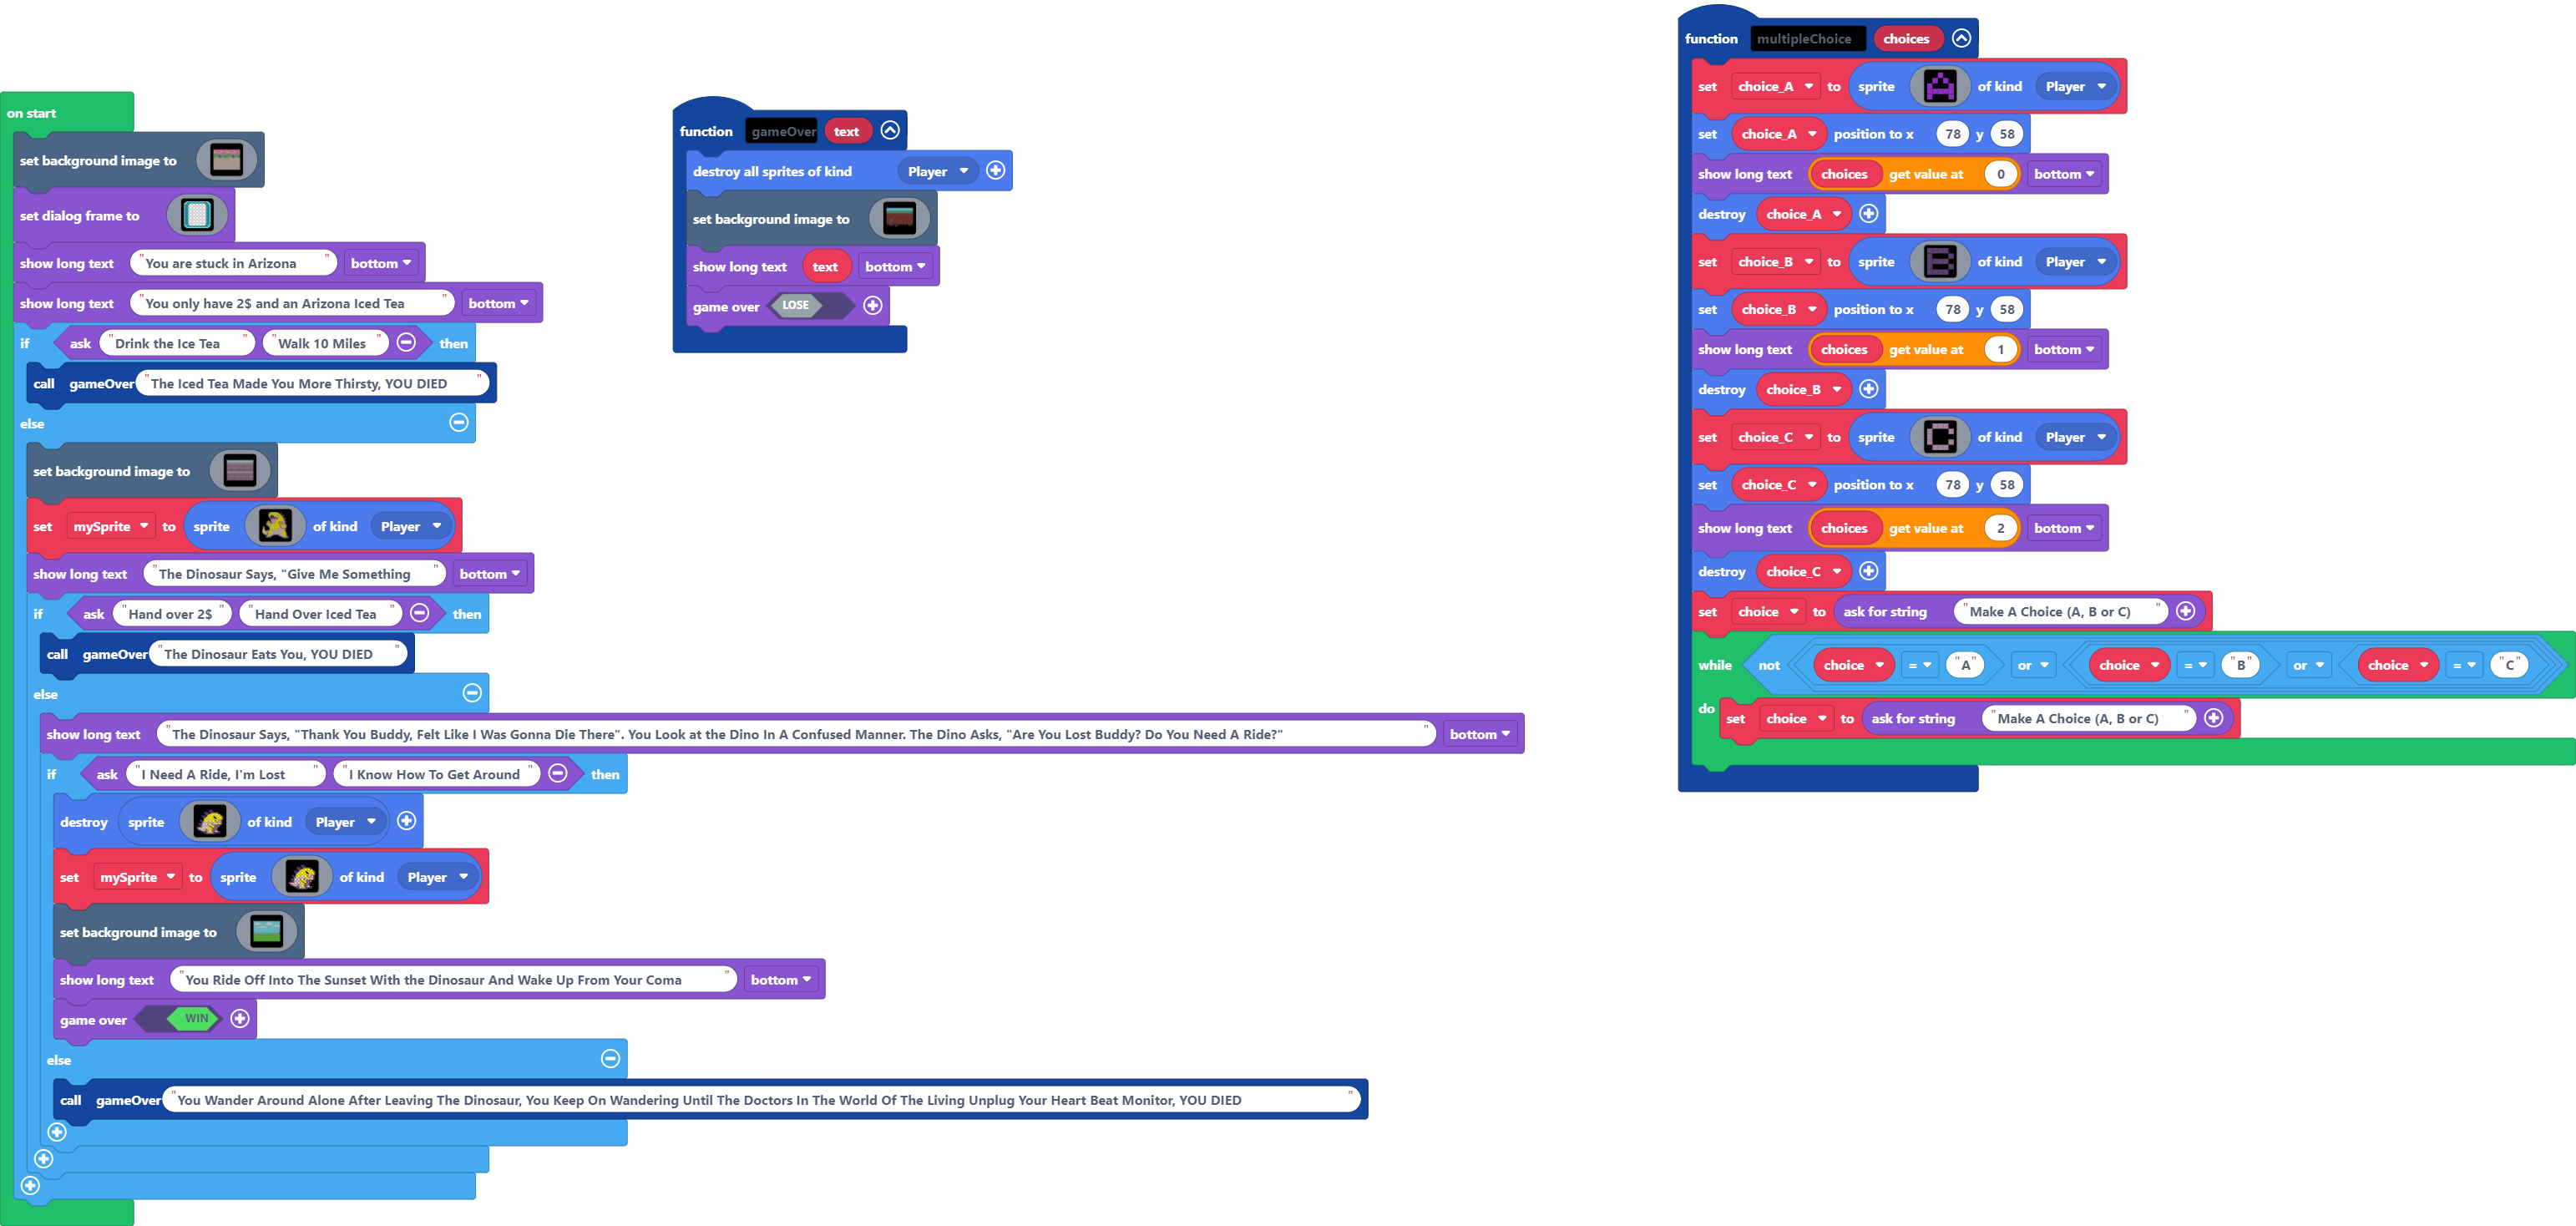 on start
set background image to
set dialog frame to
show long text "You are stuck in Arizona" bottom
show long text "You only have 2$ and an Arizona Iced Tea" bottom
if ask "Drink the Ice Tea" "Walk 10 Miles" then
call gameOver "The Iced Tea Made You More Thirsty, YOU DIED"
else
set background image to
set mySprite to sprite of kind Player
show long text "The Dinosaur Says, "Give Me Something" bottom
if ask "Hand over 2$" "Hand Over Iced Tea" then
call gameOver "The Dinosaur Eats You, YOU DIED"
else
show long text "The Dinosaur Says, "Thank You Buddy, Felt Like I Was Gonna Die There". You Look at the Dino In A Confused Manner. The Dino Asks, "Are You Lost Buddy? Do You Need A Ride?" " bottom
if ask "I Need A Ride, I'm Lost" "I Know How To Get Around" then
destroy sprite of kind Player
set mySprite to sprite of kind Player
set background image to
show long text "You Ride Off Into The Sunset With the Dinosaur And Wake Up From Your Coma" bottom
game over WIN
else
call gameOver "You Wander Around Alone After Leaving The Dinosaur, You Keep On Wandering Until The Doctors In The World Of The Living Unplug Your Heart Beat Monitor, YOU DIED"
function gameOver text
destroy all sprites of kind Player
set background image to
show long text text bottom
game over LOSE
function multipleChoice choices
set choice_A to sprite A of kind Player
set choice_A position to x 78 y 58
show long text choices get value at 0 bottom
destroy choice_A
set choice_B to sprite B of kind Player
set choice_B position to x 78 y 58
show long text choices get value at 1 bottom
destroy choice_B
set choice_C to sprite C of kind Player
set choice_C position to x 78 y 58
show long text choices get value at 2 bottom
destroy choice_C
set choice to ask for string "Make A Choice (A, B or C)"
while not choice = "A" or choice = "B" or choice = "C"
do set choice to ask for string "Make A Choice (A, B or C)"